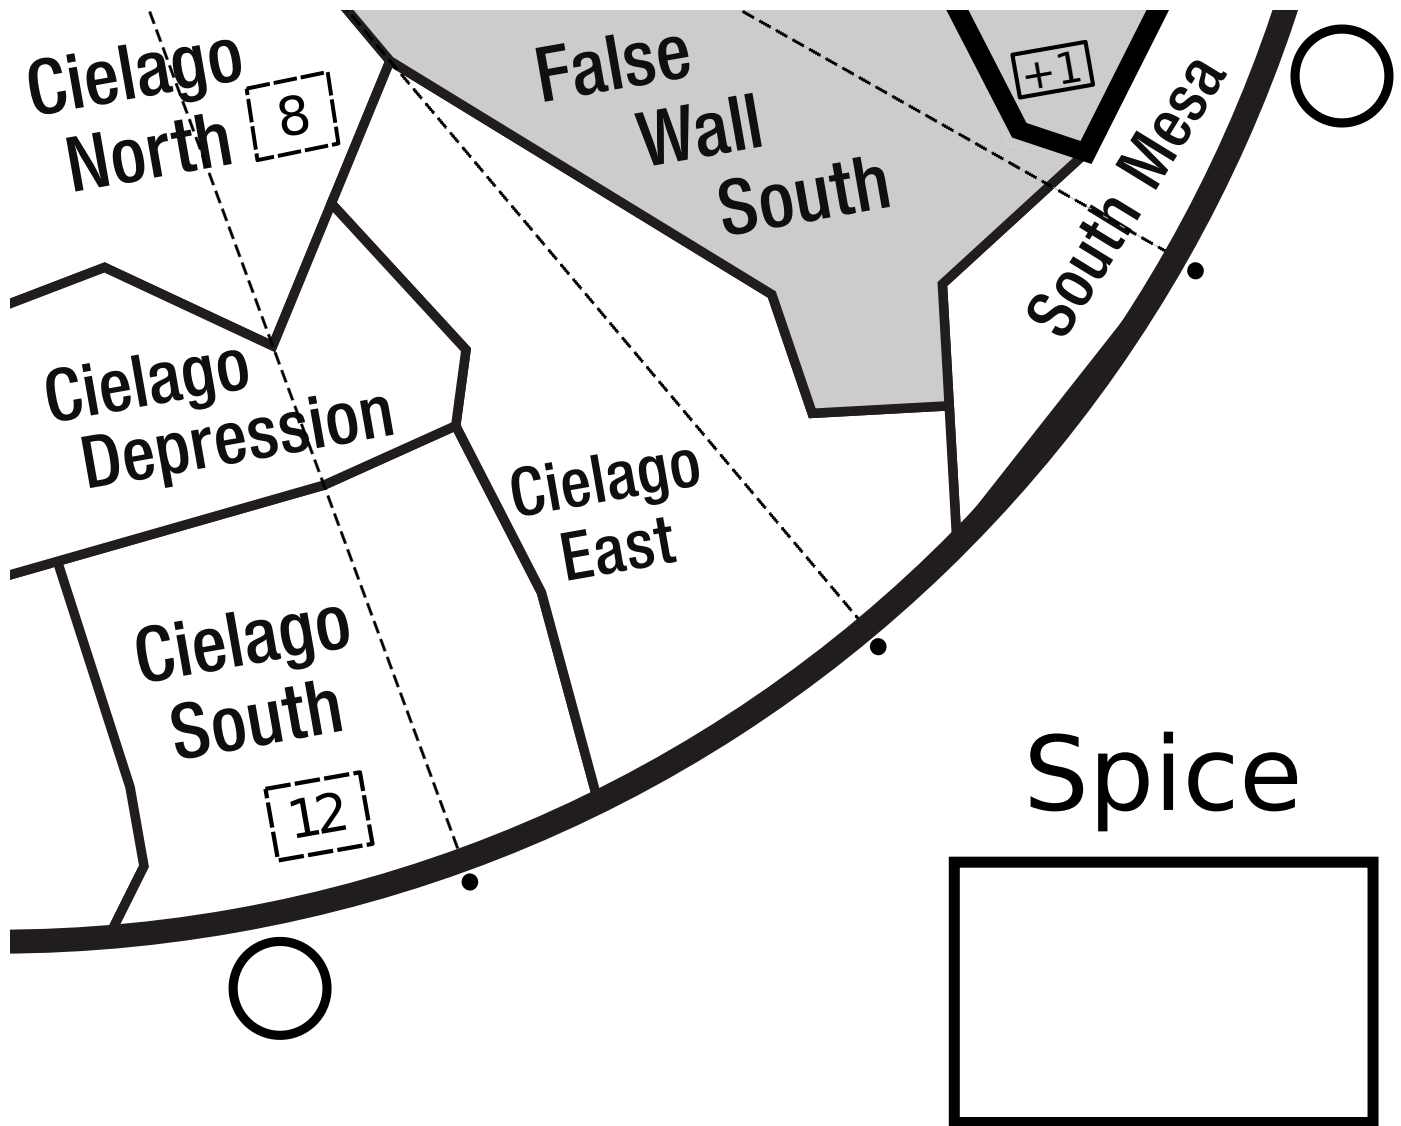 Cielago
North
8
False
Wall
South
+1
South Mesa
Cielago
Depression
Cielago
East
Cielago
South
12
Spice